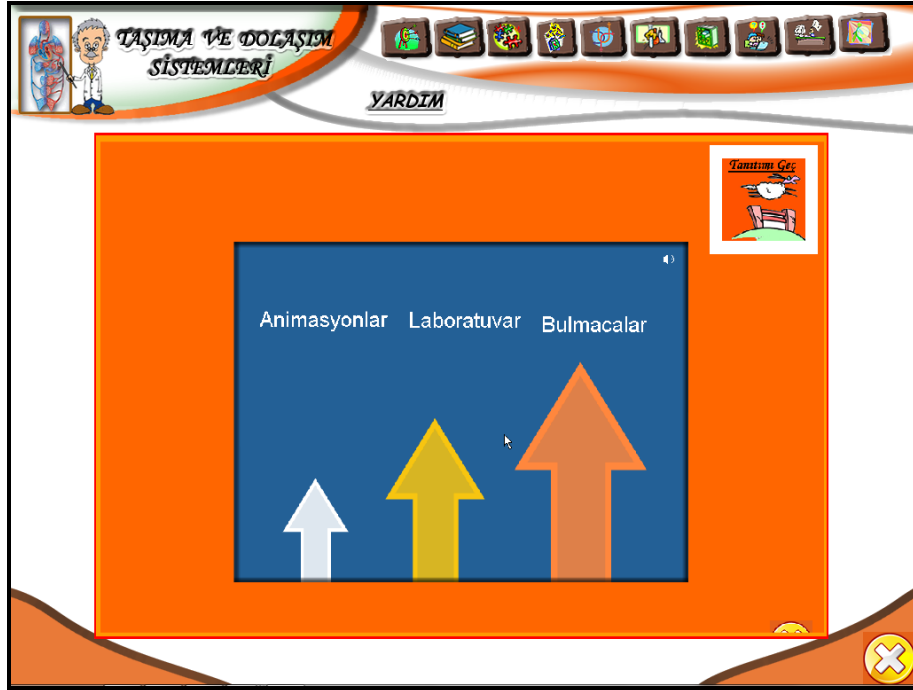 TAŞIMA VE DOLAŞIM
SİSTEMLERİ
YARDIM
Tanıtımı Geç
Animasyonlar Laboratuvar Bulmacalar